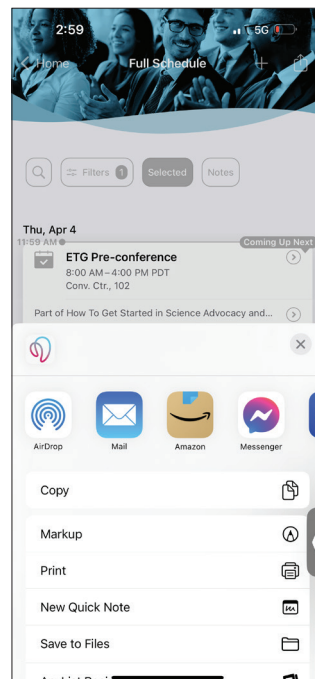 2:59
5G
Home
Full Schedule
Filters 1
Selected
Notes
Thu, Apr 4
11:59 AM
Coming Up Next
ETG Pre-conference
8:00 AM–4:00 PM PDT
Conv. Ctr., 102
Part of How To Get Started in Science Advocacy and...
AirDrop
Mail
Amazon
Messenger
Copy
Markup
Print
New Quick Note
Save to Files